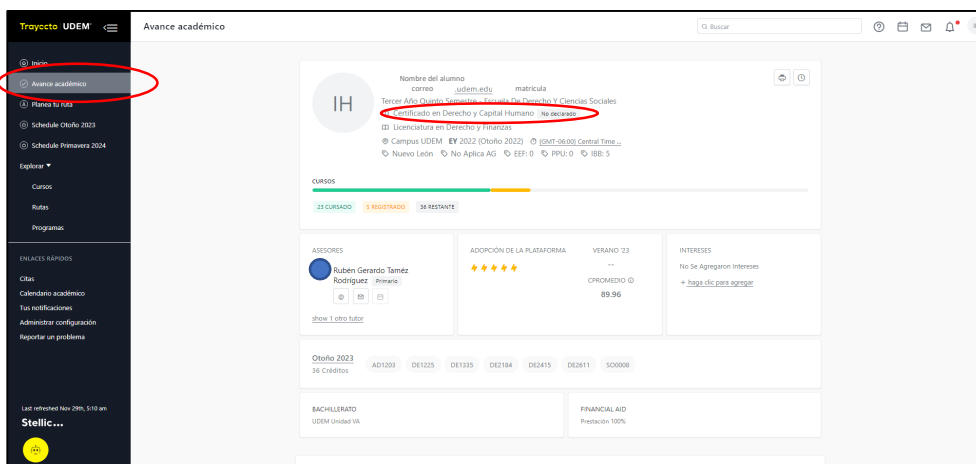 Trayecto UDEM
Avance académico
Buscar
Inicio
Avance académico
Planea tu ruta
Schedule Otoño 2023
Schedule Primavera 2024
Explorar
Cursos
Rutas
Programas
ENLACES RÁPIDOS
Citas
Calendario académico
Tus notificaciones
Administrar configuración
Reportar un problema
Last refreshed Nov 29th, 5:10 am
Stellic...
IH
Nombre del alumno
correo .udem.edu matrícula
Tercer Año Quinto Semestre - Escuela De Derecho Y Ciencias Sociales
Certificado en Derecho y Capital Humano No declarado
Licenciatura en Derecho y Finanzas
Campus UDEM EY 2022 (Otoño 2022) (GMT-06:00) Central Time ...
Nuevo León No Aplica AG EEF: 0 PPU: 0 IBB: 5
CURSOS
23 CURSADO 5 REGISTRADO 36 RESTANTE
ASESORES
Rubén Gerardo Taméz
Rodríguez Primario
show 1 otro tutor
ADOPCIÓN DE LA PLATAFORMA
VERANO '23
--
CPROMEDIO
89.96
INTERESES
No Se Agregaron Intereses
+ haga clic para agregar
Otoño 2023
36 Créditos
AD1203 DE1225 DE1335 DE2184 DE2415 DE2611 SO0008
BACHILLERATO
UDEM Unidad VA
FINANCIAL AID
Prestación 100%